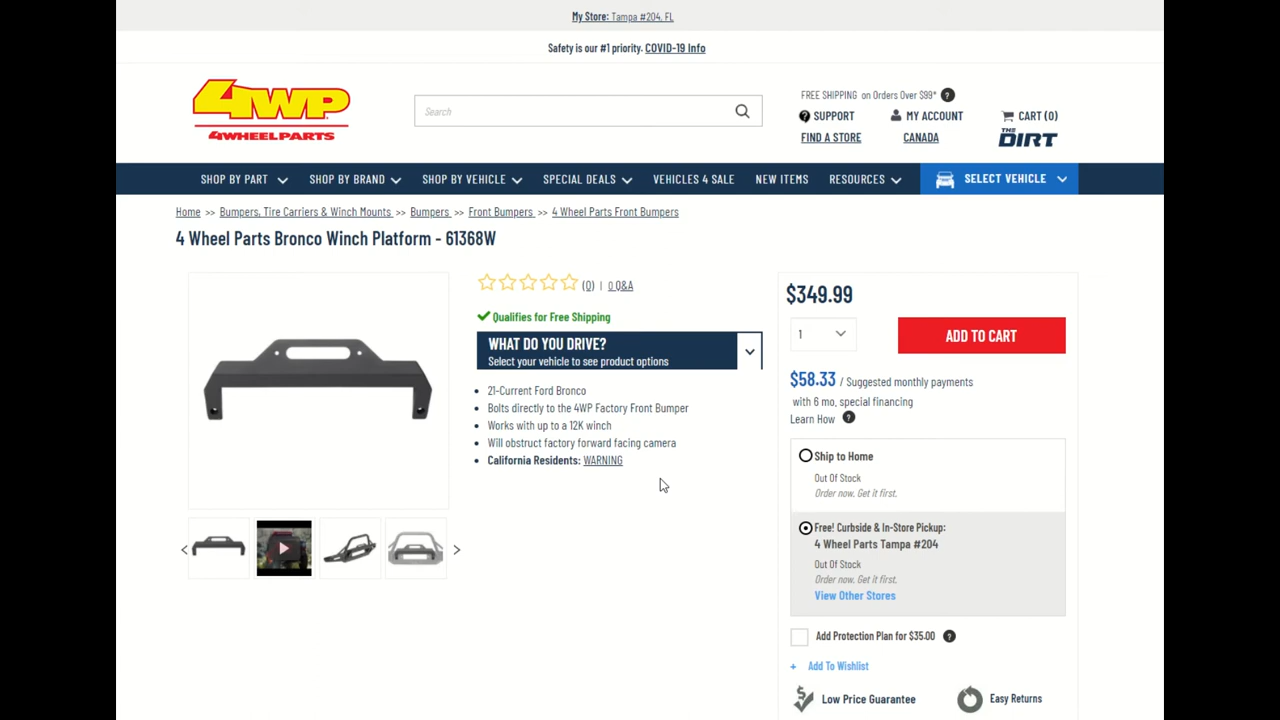 My Store: Tampa #204, FL
Safety is our #1 priority. COVID-19 Info
4WP
4WHEELPARTS
Search
FREE SHIPPING on Orders Over $99* ?
? SUPPORT
MY ACCOUNT
CART (0)
FIND A STORE
CANADA
THE DIRT
SHOP BY PART
SHOP BY BRAND
SHOP BY VEHICLE
SPECIAL DEALS
VEHICLES 4 SALE
NEW ITEMS
RESOURCES
SELECT VEHICLE
Home >> Bumpers, Tire Carriers & Winch Mounts >> Bumpers >> Front Bumpers >> 4 Wheel Parts Front Bumpers
4 Wheel Parts Bronco Winch Platform - 61368W
(0) | 0 Q&A
Qualifies for Free Shipping
WHAT DO YOU DRIVE?
Select your vehicle to see product options
• 21-Current Ford Bronco
• Bolts directly to the 4WP Factory Front Bumper
• Works with up to a 12K winch
• Will obstruct factory forward facing camera
• California Residents: WARNING
$349.99
1
ADD TO CART
$58.33 / Suggested monthly payments
with 6 mo. special financing
Learn How ?
Ship to Home
Out Of Stock
Order now. Get it first.
Free! Curbside & In-Store Pickup:
4 Wheel Parts Tampa #204
Out Of Stock
Order now. Get it first.
View Other Stores
Add Protection Plan for $35.00 ?
+ Add To Wishlist
Low Price Guarantee
Easy Returns